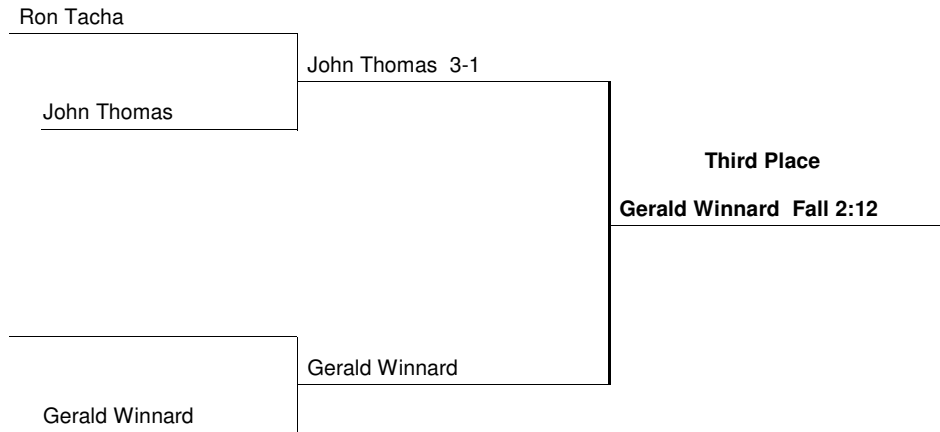 Ron Tacha
John Thomas 3-1
John Thomas
Third Place
Gerald Winnard Fall 2:12
Gerald Winnard
Gerald Winnard